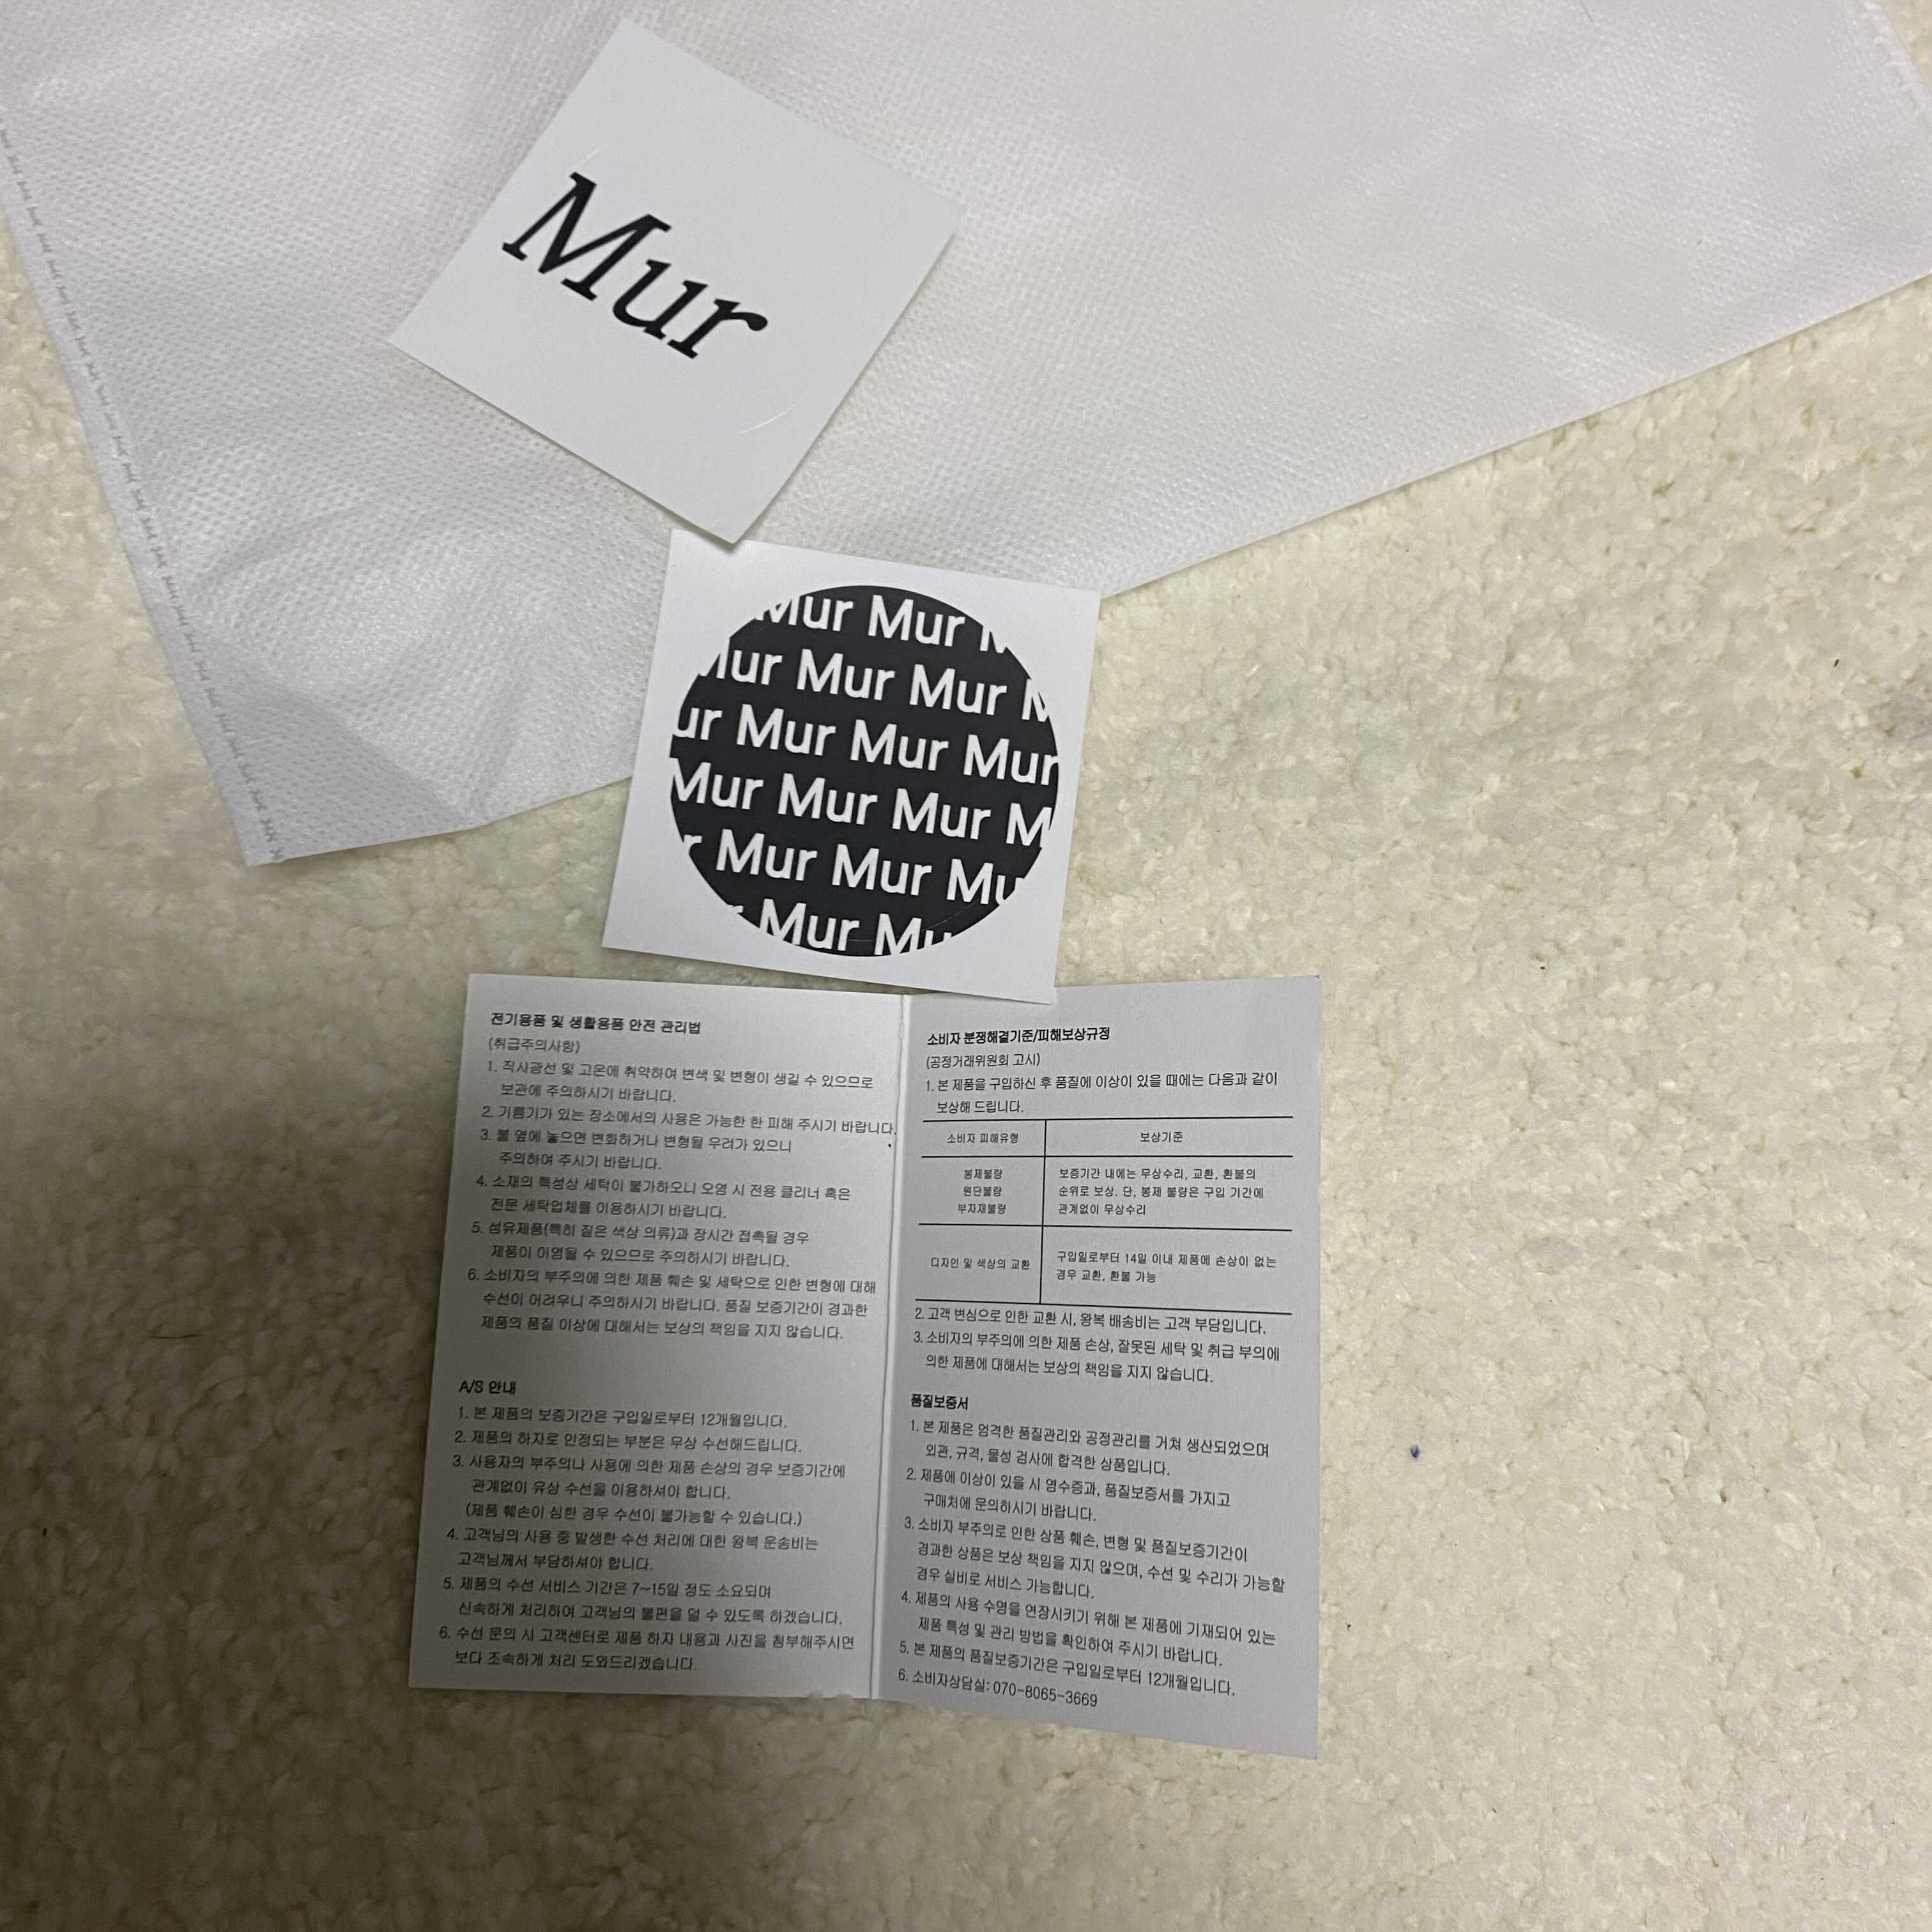 Mur
Mur Mur
Mur Mur
ur Mur Mur Mur
Mur Mur Mur M
r Mur Mur Mu
Mur Mu
전기용품 및 생활용품 안전 관리법
(취급주의사항)
1. 직사광선 및 고온에 취약하여 변색 및 변형이 생길 수 있으므로
보관에 주의하시기 바랍니다.
2. 기름기가 있는 장소에서의 사용은 가능한 한 피해 주시기 바랍니다.
3. 불 옆에 놓으면 변화하거나 변형될 우려가 있으니
주의하여 주시기 바랍니다.
4. 소재의 특성상 세탁이 불가하오니 오염 시 전용 클리너 혹은
전문 세탁업체를 이용하시기 바랍니다.
5. 섬유제품(특히 짙은 색상 의류)과 장시간 접촉될 경우
제품이 이염될 수 있으므로 주의하시기 바랍니다.
6. 소비자의 부주의에 의한 제품 훼손 및 세탁으로 인한 변형에 대해
수선이 어려우니 주의하시기 바랍니다. 품질 보증기간이 경과한
제품의 품질 이상에 대해서는 보상의 책임을 지지 않습니다.
A/S 안내
1. 본 제품의 보증기간은 구입일로부터 12개월입니다.
2. 제품의 하자로 인정되는 부분은 무상 수선해드립니다.
3. 사용자의 부주의나 사용에 의한 제품 손상의 경우 보증기간에
관계없이 유상 수선을 이용하셔야 합니다.
(제품 훼손이 심한 경우 수선이 불가능할 수 있습니다.)
4. 고객님의 사용 중 발생한 수선 처리에 대한 왕복 운송비는
고객님께서 부담하셔야 합니다.
5. 제품의 수선 서비스 기간은 7~15일 정도 소요되며
신속하게 처리하여 고객님의 불편을 덜 수 있도록 하겠습니다.
6. 수선 문의 시 고객센터로 제품 하자 내용과 사진을 첨부해주시면
보다 조속하게 처리 도와드리겠습니다.
소비자 분쟁해결기준/피해보상규정
(공정거래위원회 고시)
1. 본 제품을 구입하신 후 품질에 이상이 있을 때에는 다음과 같이
보상해 드립니다.
소비자 피해유형 보상기준
봉제불량 보증기간 내에는 무상수리, 교환, 환불의
원단불량 순위로 보상. 단, 봉제 불량은 구입 기간에
부자재불량 관계없이 무상수리
디자인 및 색상의 교환 구입일로부터 14일 이내 제품에 손상이 없는
경우 교환, 환불 가능
2. 고객 변심으로 인한 교환 시, 왕복 배송비는 고객 부담입니다.
3. 소비자의 부주의에 의한 제품 손상, 잘못된 세탁 및 취급 부의에
의한 제품에 대해서는 보상의 책임을 지지 않습니다.
품질보증서
1. 본 제품은 엄격한 품질관리와 공정관리를 거쳐 생산되었으며
외관, 규격, 물성 검사에 합격한 상품입니다.
2. 제품에 이상이 있을 시 영수증과, 품질보증서를 가지고
구매처에 문의하시기 바랍니다.
3. 소비자 부주의로 인한 상품 훼손, 변형 및 품질보증기간이
경과한 상품은 보상 책임을 지지 않으며, 수선 및 수리가 가능할
경우 실비로 서비스 가능합니다.
4. 제품의 사용 수명을 연장시키기 위해 본 제품에 기재되어 있는
제품 특성 및 관리 방법을 확인하여 주시기 바랍니다.
5. 본 제품의 품질보증기간은 구입일로부터 12개월입니다.
6. 소비자상담실: 070-8065-3669